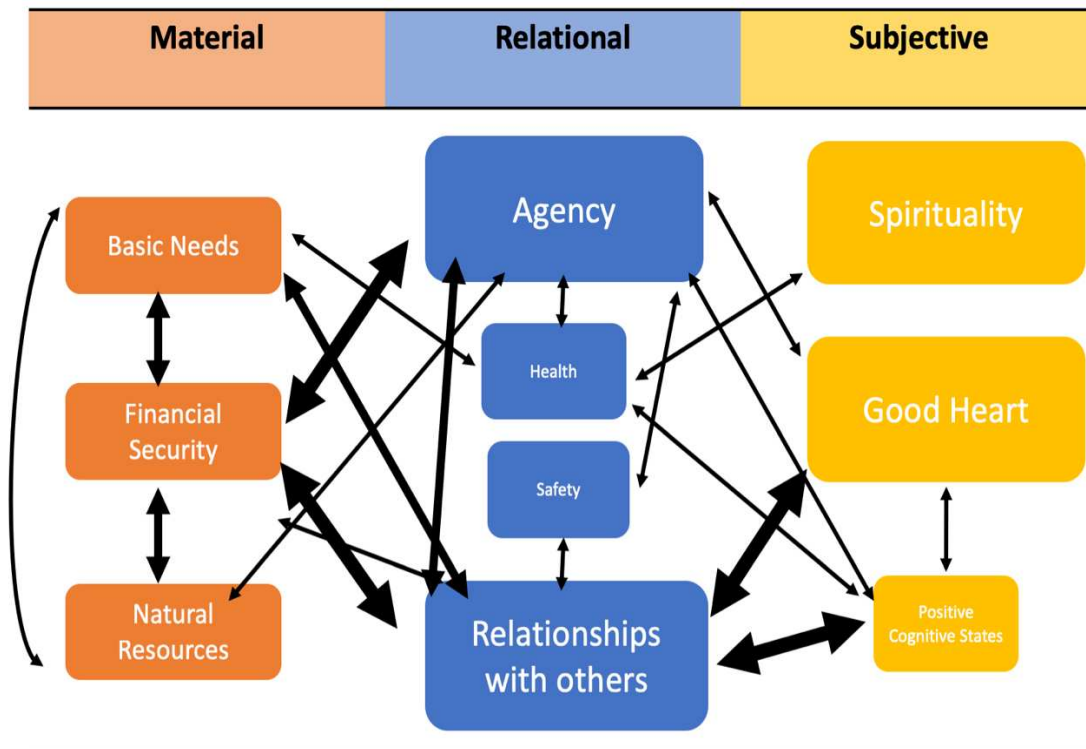 Material
Relational
Subjective
Basic Needs
Financial
Security
Natural
Resources
Agency
Health
Safety
Relationships
with others
Spirituality
Good Heart
Positive
Cognitive States